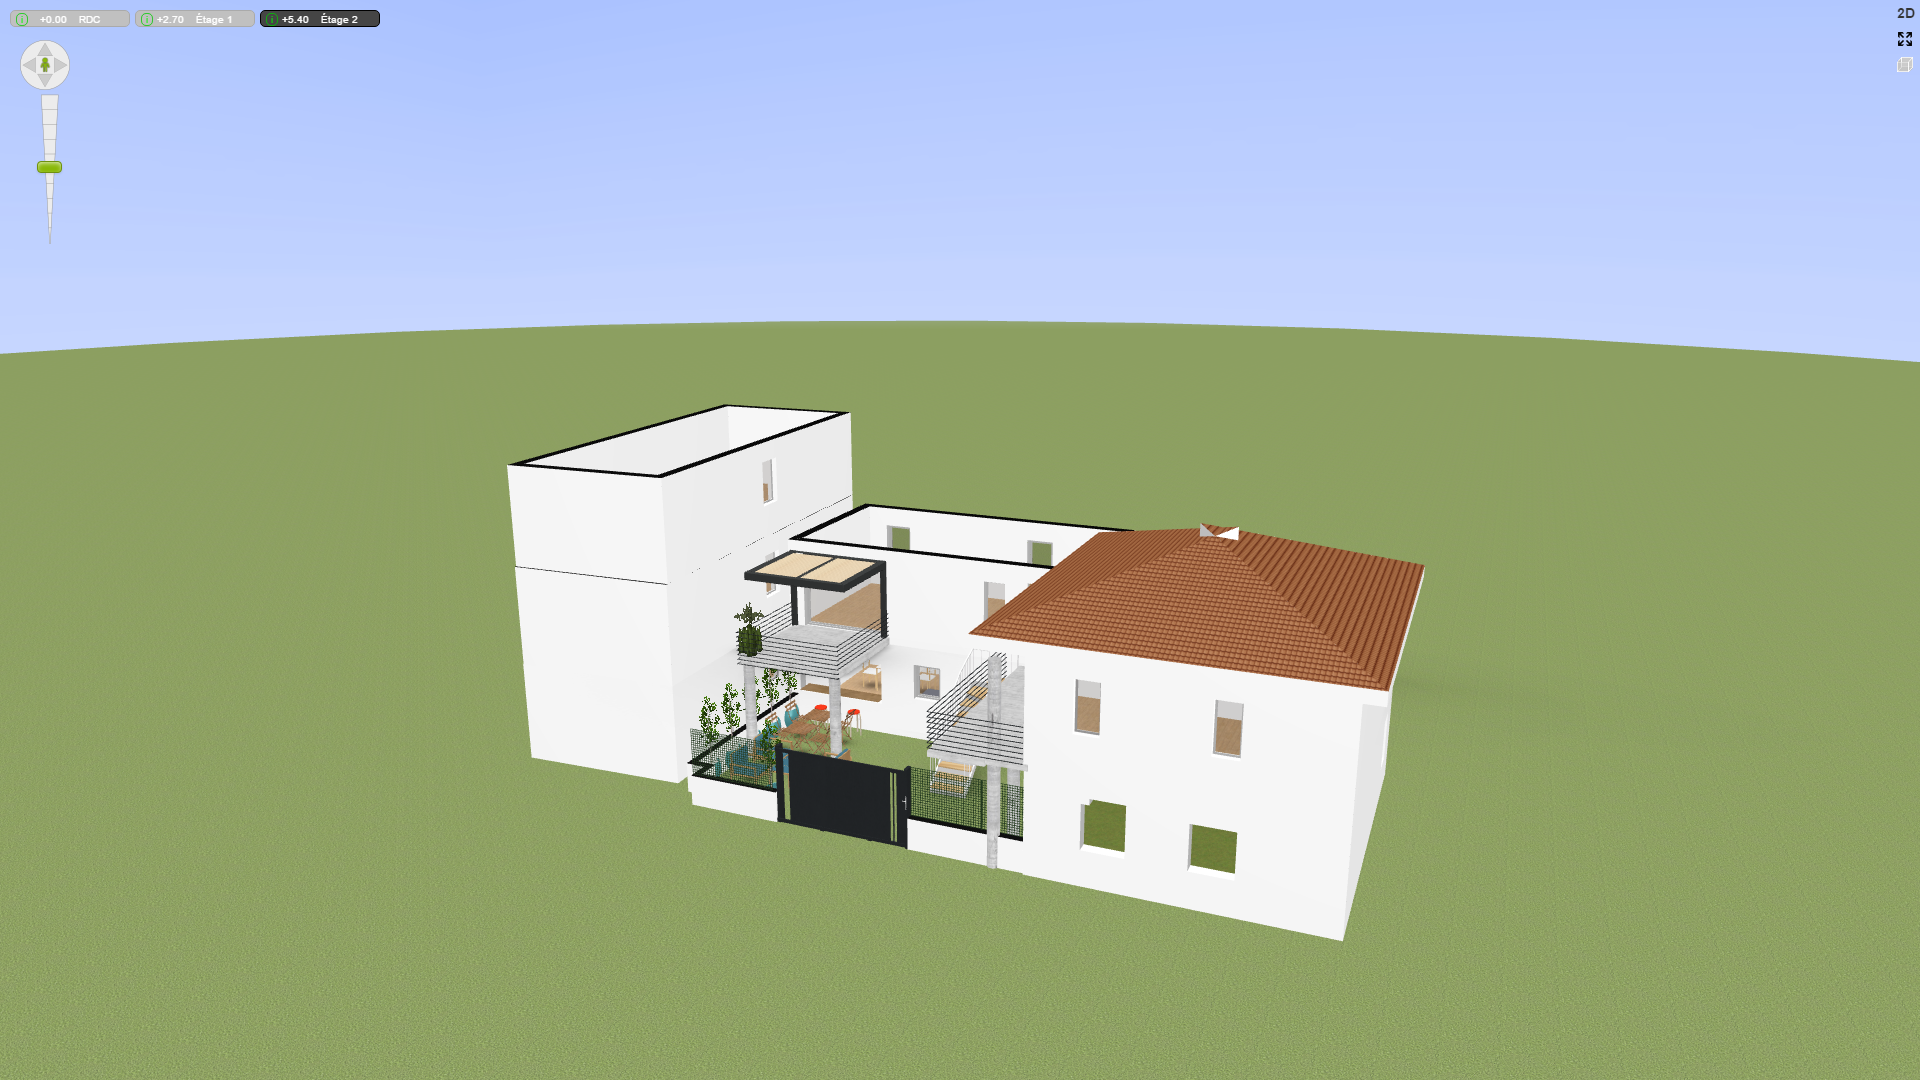 +0.00 RDC
+2.70 Étage 1
+5.40 Étage 2
2D